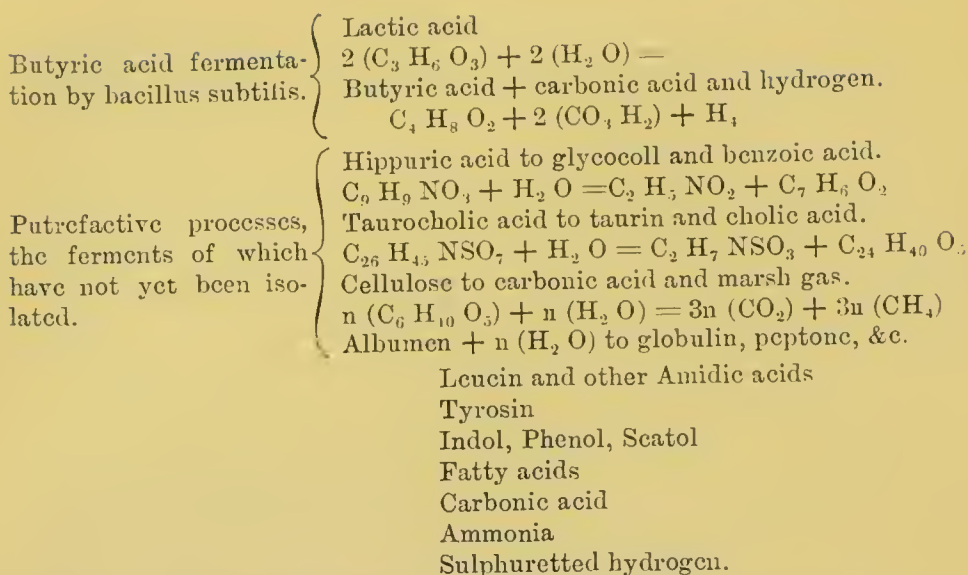 Butyric acid fermenta-
tion by bacillus subtilis.
Lactic acid
2 (C₃ H₆ O₃) + 2 (H₂ O) =
Butyric acid + carbonic acid and hydrogen.
C₄ H₈ O₂ + 2 (CO₃ H₂) + H₄
Putrefactive processes,
the ferments of which
have not yet been iso-
lated.
Hippuric acid to glycocoll and benzoic acid.
C₉ H₉ NO₃ + H₂ O = C₂ H₅ NO₂ + C₇ H₆ O₂
Taurocholic acid to taurin and cholic acid.
C₂₆ H₄₅ NSO₇ + H₂ O = C₂ H₇ NSO₃ + C₂₄ H₄₀ O₅
Cellulose to carbonic acid and marsh gas.
n (C₆ H₁₀ O₅) + n (H₂ O) = 3n (CO₂) + 3n (CH₄)
Albumen + n (H₂ O) to globulin, peptone, &c.
Leucin and other Amidic acids
Tyrosin
Indol, Phenol, Scatol
Fatty acids
Carbonic acid
Ammonia
Sulphuretted hydrogen.